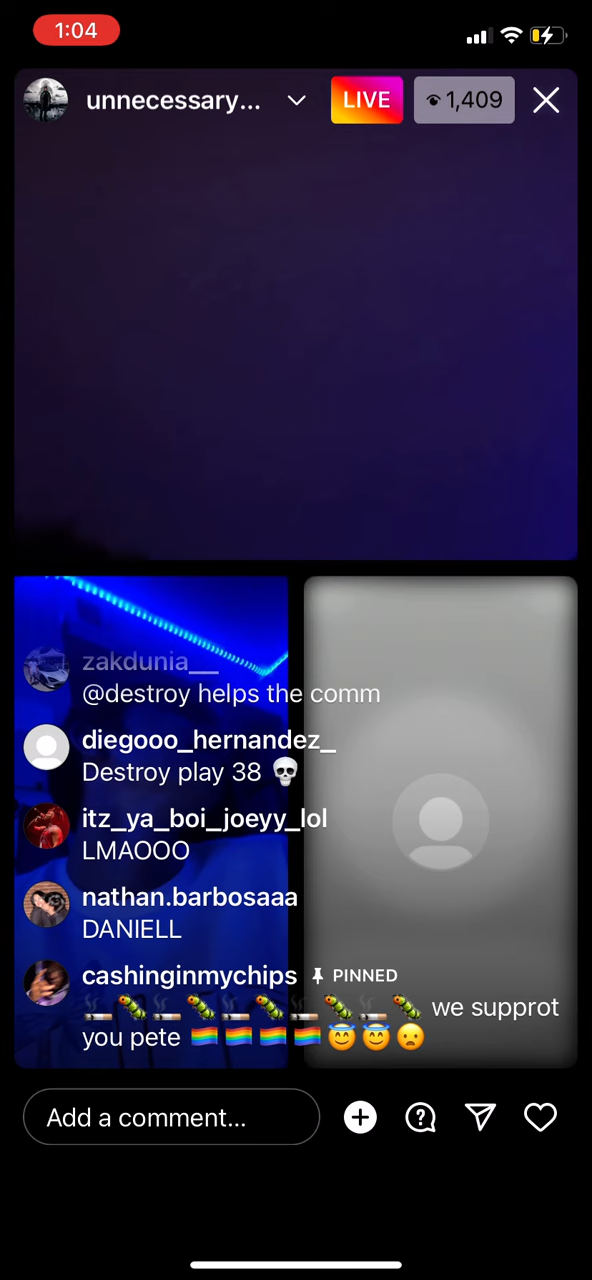 1:04
unnecessary...
LIVE
1,409
zakdunia__
@destroy helps the comm
diegooo_hernandez_
Destroy play 38 💀
itz_ya_boi_joeyy_lol
LMAOOO
nathan.barbosaaa
DANIELL
cashinginmychips PINNED
🚬🐛🚬🐛🚬🐛🚬🐛🚬🐛 we supprot
you pete 🏳️‍🌈🏳️‍🌈🏳️‍🌈🏳️‍🌈😇😇😦
Add a comment...